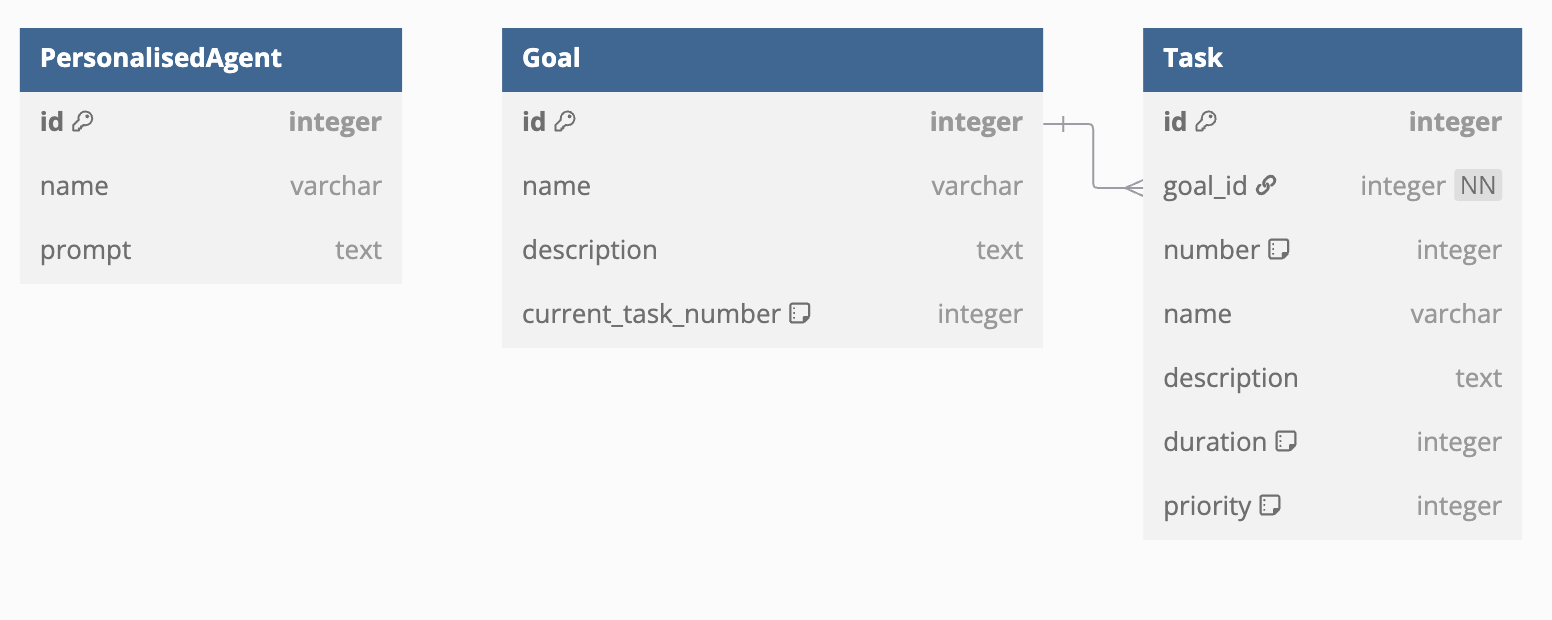 PersonalisedAgent
id integer
name varchar
prompt text
Goal
id integer
name varchar
description text
current_task_number integer
Task
id integer
goal_id integer NN
number integer
name varchar
description text
duration integer
priority integer